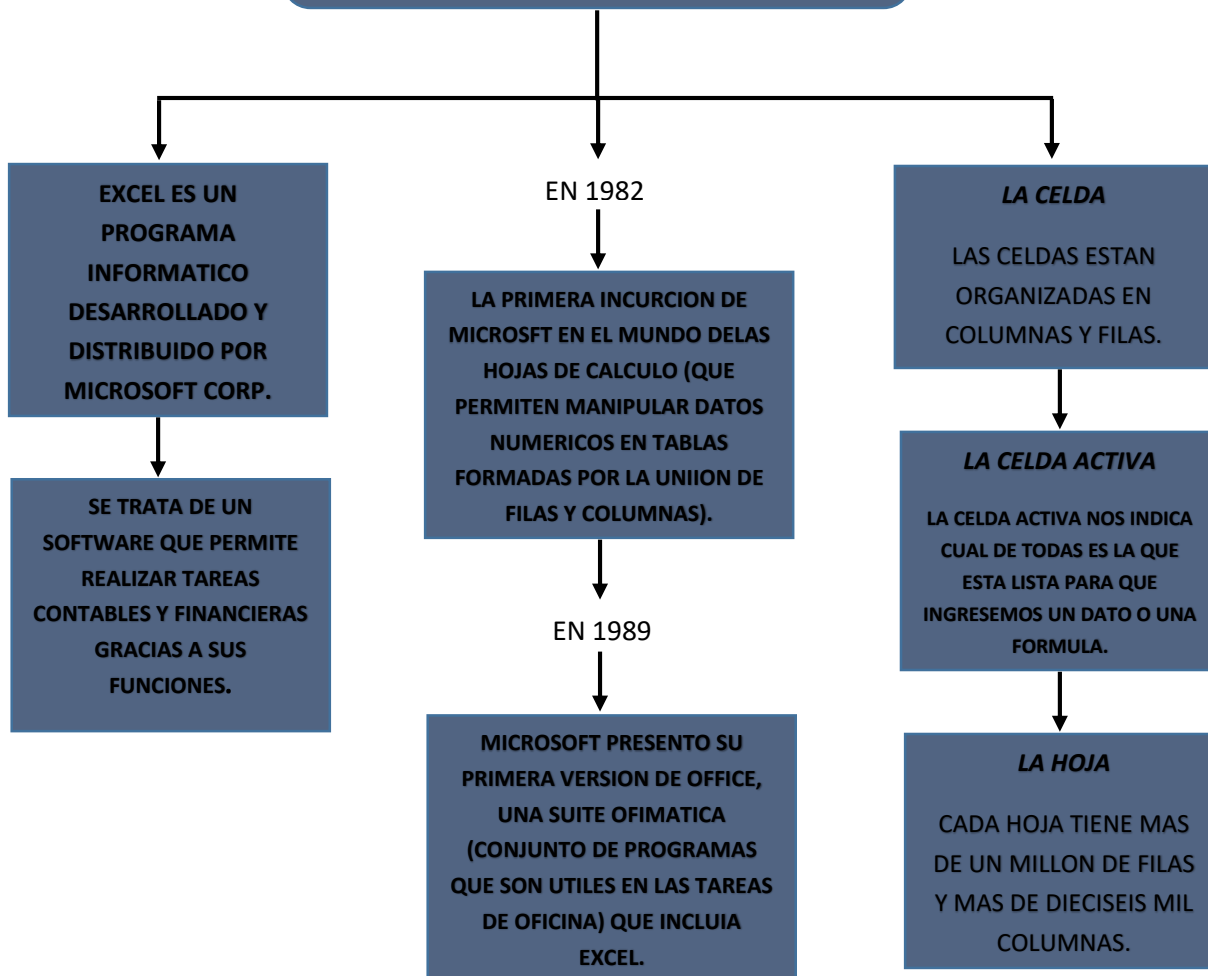 EXCEL ES UN
PROGRAMA
INFORMATICO
DESARROLLADO Y
DISTRIBUIDO POR
MICROSOFT CORP.
SE TRATA DE UN
SOFTWARE QUE PERMITE
REALIZAR TAREAS
CONTABLES Y FINANCIERAS
GRACIAS A SUS
FUNCIONES.
EN 1982
LA PRIMERA INCURCION DE
MICROSFT EN EL MUNDO DELAS
HOJAS DE CALCULO (QUE
PERMITEN MANIPULAR DATOS
NUMERICOS EN TABLAS
FORMADAS POR LA UNIION DE
FILAS Y COLUMNAS).
EN 1989
MICROSOFT PRESENTO SU
PRIMERA VERSION DE OFFICE,
UNA SUITE OFIMATICA
(CONJUNTO DE PROGRAMAS
QUE SON UTILES EN LAS TAREAS
DE OFICINA) QUE INCLUIA
EXCEL.
LA CELDA
LAS CELDAS ESTAN
ORGANIZADAS EN
COLUMNAS Y FILAS.
LA CELDA ACTIVA
LA CELDA ACTIVA NOS INDICA
CUAL DE TODAS ES LA QUE
ESTA LISTA PARA QUE
INGRESEMOS UN DATO O UNA
FORMULA.
LA HOJA
CADA HOJA TIENE MAS
DE UN MILLON DE FILAS
Y MAS DE DIECISEIS MIL
COLUMNAS.